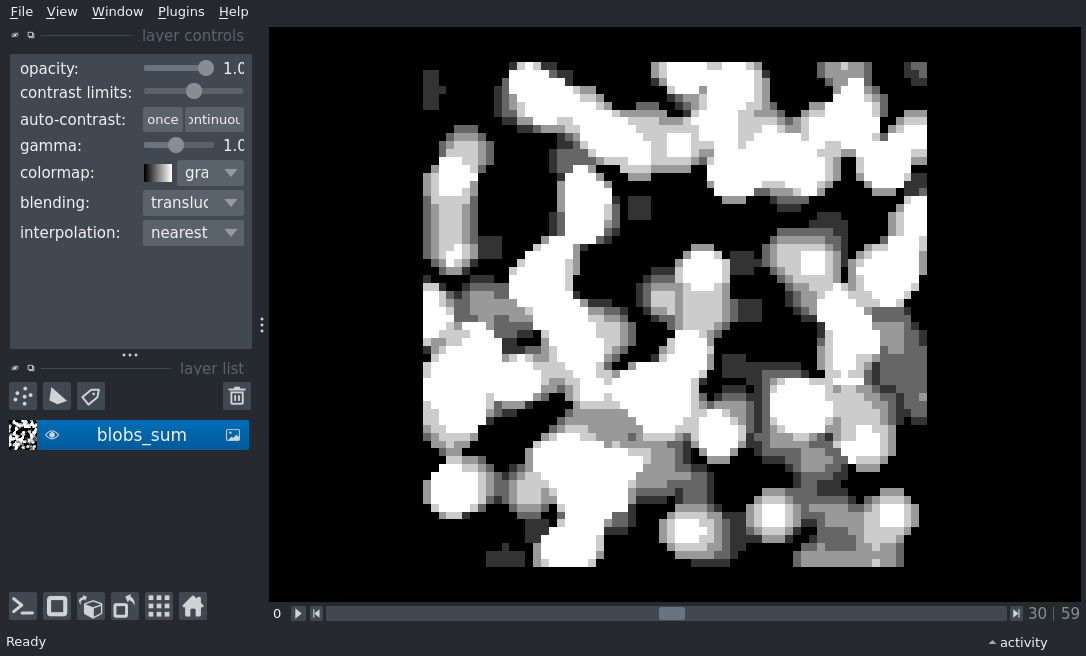 File View Window Plugins Help
layer controls
opacity: 1.0
contrast limits:
auto-contrast: once ontinuou
gamma: 1.0
colormap: gra
blending: transluc
interpolation: nearest
layer list
blobs_sum
0 30 | 59
Ready activity